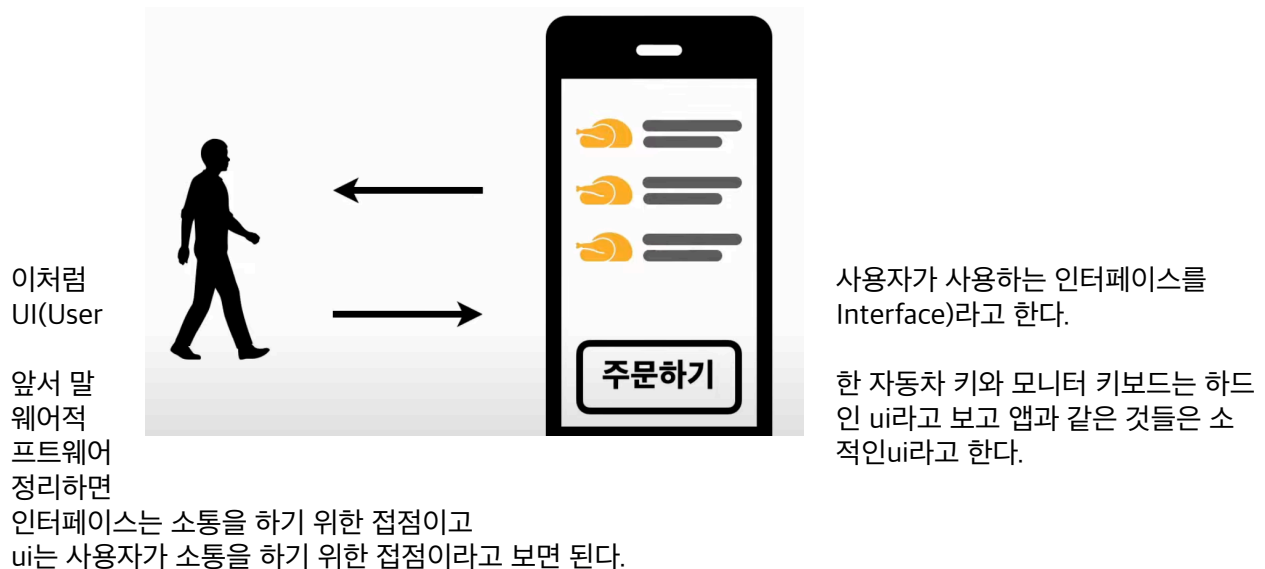 주문하기
이처럼 사용자가 사용하는 인터페이스를
UI(User Interface)라고 한다.
앞서 말한 자동차 키와 모니터 키보드는 하드
웨어적인 ui라고 보고 앱과 같은 것들은 소
프트웨어적인ui라고 한다.
정리하면
인터페이스는 소통을 하기 위한 접점이고
ui는 사용자가 소통을 하기 위한 접점이라고 보면 된다.